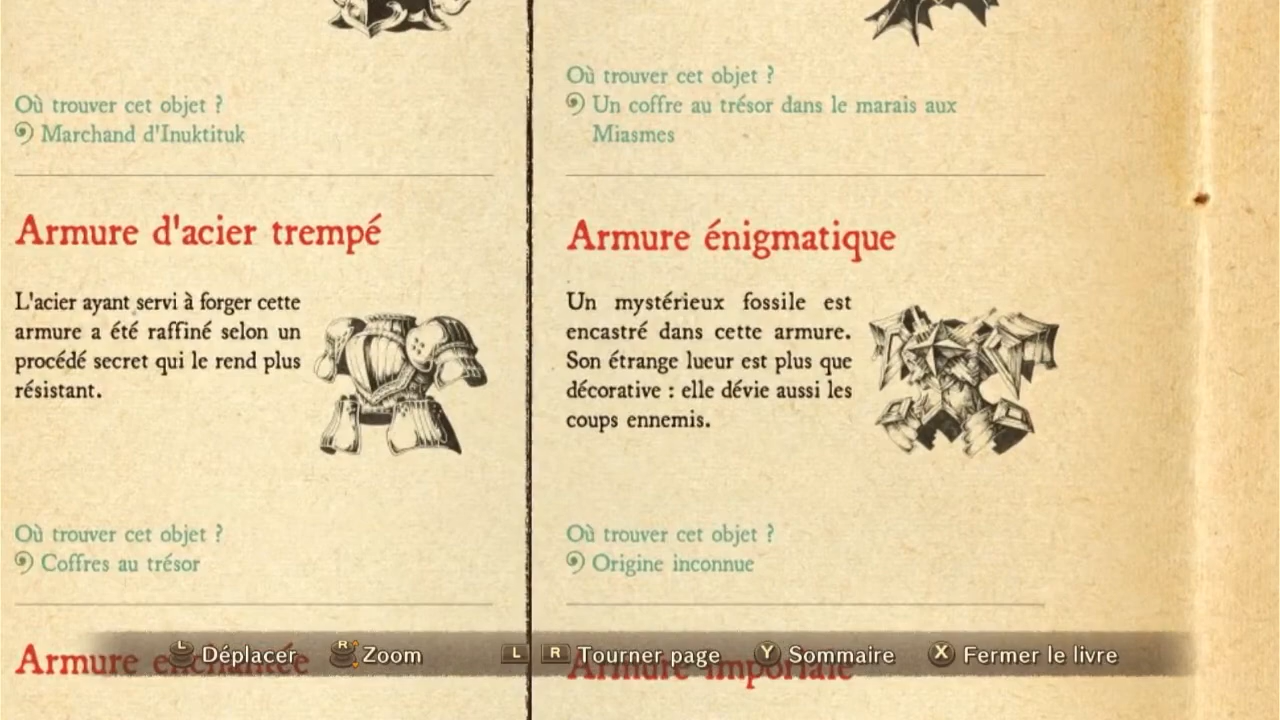 Où trouver cet objet ?
Marchand d'Inuktituk
Armure d'acier trempé
L'acier ayant servi à forger cette
armure a été raffiné selon un
procédé secret qui le rend plus
résistant.
Où trouver cet objet ?
Coffres au trésor
Armure enchantée
Où trouver cet objet ?
Un coffre au trésor dans le marais aux
Miasmes
Armure énigmatique
Un mystérieux fossile est
encastré dans cette armure.
Son étrange lueur est plus que
décorative : elle dévie aussi les
coups ennemis.
Où trouver cet objet ?
Origine inconnue
Armure
L Déplacer R Zoom L R Tourner page Y Sommaire X Fermer le livre